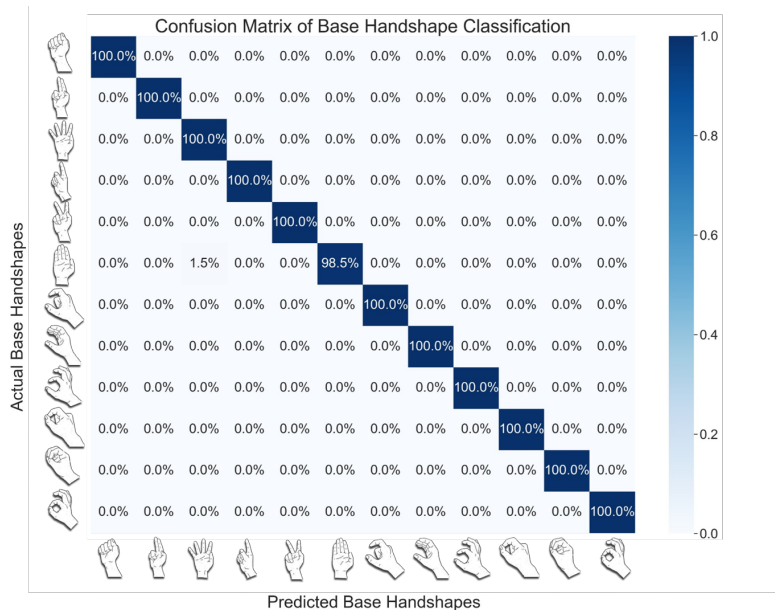 Confusion Matrix of Base Handshape Classification
100.0% 0.0% 0.0% 0.0% 0.0% 0.0% 0.0% 0.0% 0.0% 0.0% 0.0% 0.0%
0.0% 100.0% 0.0% 0.0% 0.0% 0.0% 0.0% 0.0% 0.0% 0.0% 0.0% 0.0%
0.0% 0.0% 100.0% 0.0% 0.0% 0.0% 0.0% 0.0% 0.0% 0.0% 0.0% 0.0%
0.0% 0.0% 0.0% 100.0% 0.0% 0.0% 0.0% 0.0% 0.0% 0.0% 0.0% 0.0%
0.0% 0.0% 0.0% 0.0% 100.0% 0.0% 0.0% 0.0% 0.0% 0.0% 0.0% 0.0%
0.0% 0.0% 1.5% 0.0% 0.0% 98.5% 0.0% 0.0% 0.0% 0.0% 0.0% 0.0%
0.0% 0.0% 0.0% 0.0% 0.0% 0.0% 100.0% 0.0% 0.0% 0.0% 0.0% 0.0%
0.0% 0.0% 0.0% 0.0% 0.0% 0.0% 0.0% 100.0% 0.0% 0.0% 0.0% 0.0%
0.0% 0.0% 0.0% 0.0% 0.0% 0.0% 0.0% 0.0% 100.0% 0.0% 0.0% 0.0%
0.0% 0.0% 0.0% 0.0% 0.0% 0.0% 0.0% 0.0% 0.0% 100.0% 0.0% 0.0%
0.0% 0.0% 0.0% 0.0% 0.0% 0.0% 0.0% 0.0% 0.0% 0.0% 100.0% 0.0%
0.0% 0.0% 0.0% 0.0% 0.0% 0.0% 0.0% 0.0% 0.0% 0.0% 0.0% 100.0%
Actual Base Handshapes
Predicted Base Handshapes
1.0
0.8
0.6
0.4
0.2
0.0